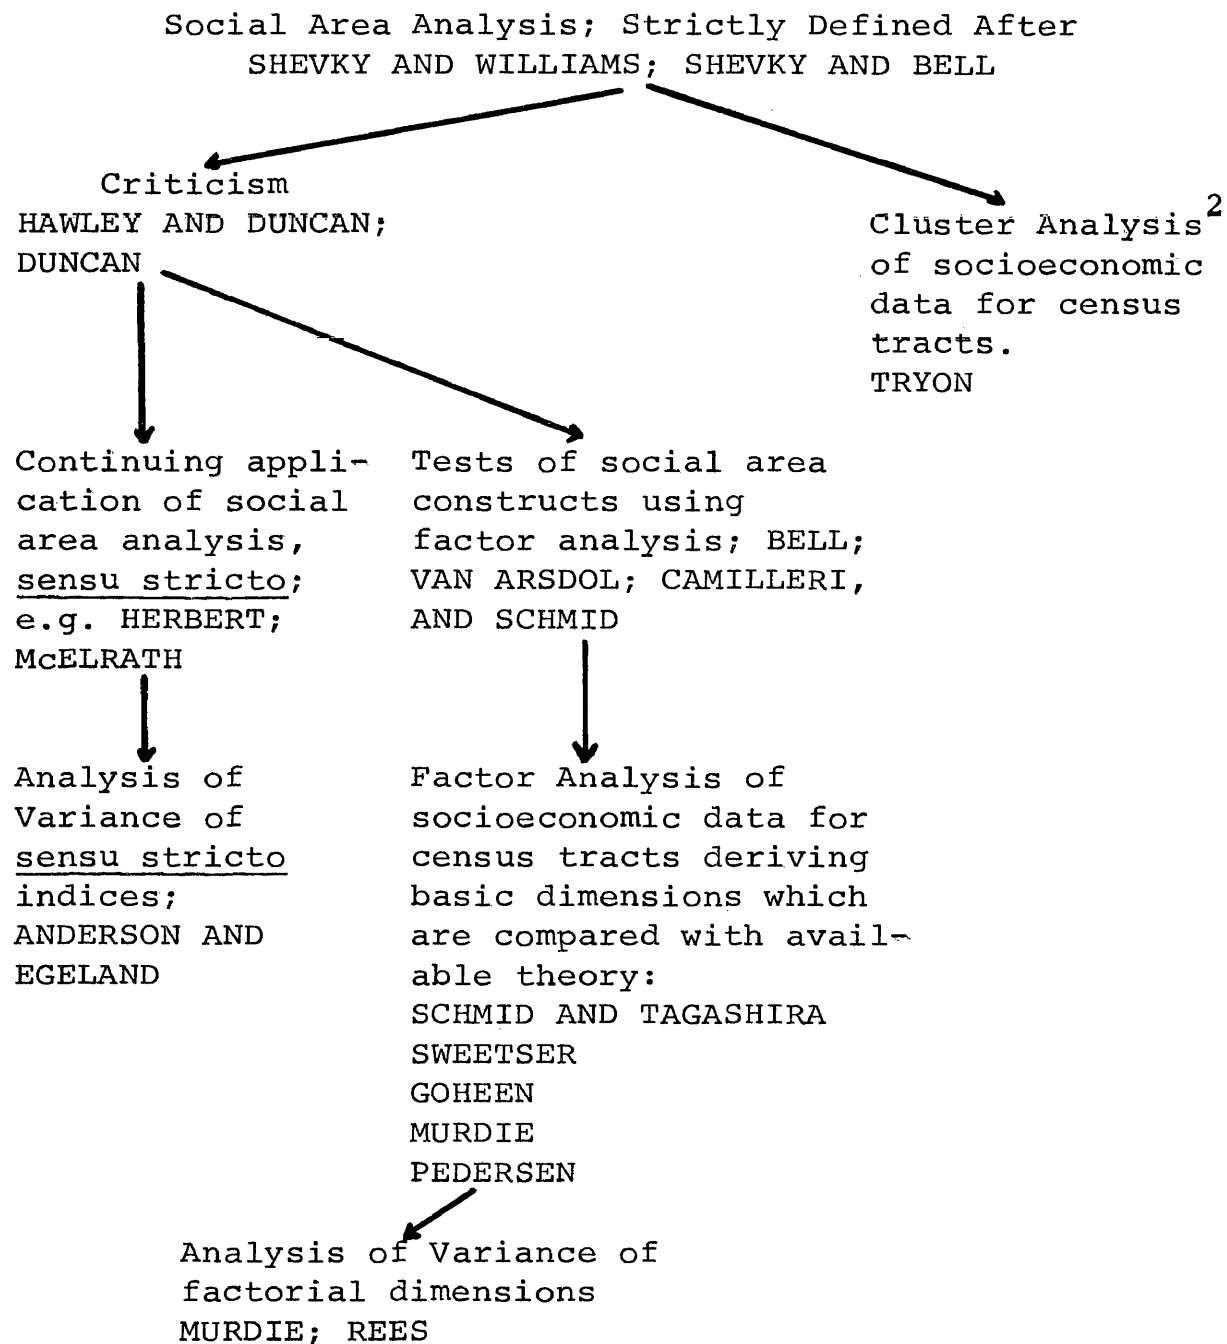 Social Area Analysis; Strictly Defined After
SHEVKY AND WILLIAMS; SHEVKY AND BELL
Criticism
HAWLEY AND DUNCAN;
DUNCAN
Cluster Analysis²
of socioeconomic
data for census
tracts.
TRYON
Continuing appli-
cation of social
area analysis,
sensu stricto;
e.g. HERBERT;
McELRATH
Tests of social area
constructs using
factor analysis; BELL;
VAN ARSDOL; CAMILLERI,
AND SCHMID
Analysis of
Variance of
sensu stricto
indices;
ANDERSON AND
EGELAND
Factor Analysis of
socioeconomic data for
census tracts deriving
basic dimensions which
are compared with avail-
able theory:
SCHMID AND TAGASHIRA
SWEETSER
GOHEEN
MURDIE
PEDERSEN
Analysis of Variance of
factorial dimensions
MURDIE; REES